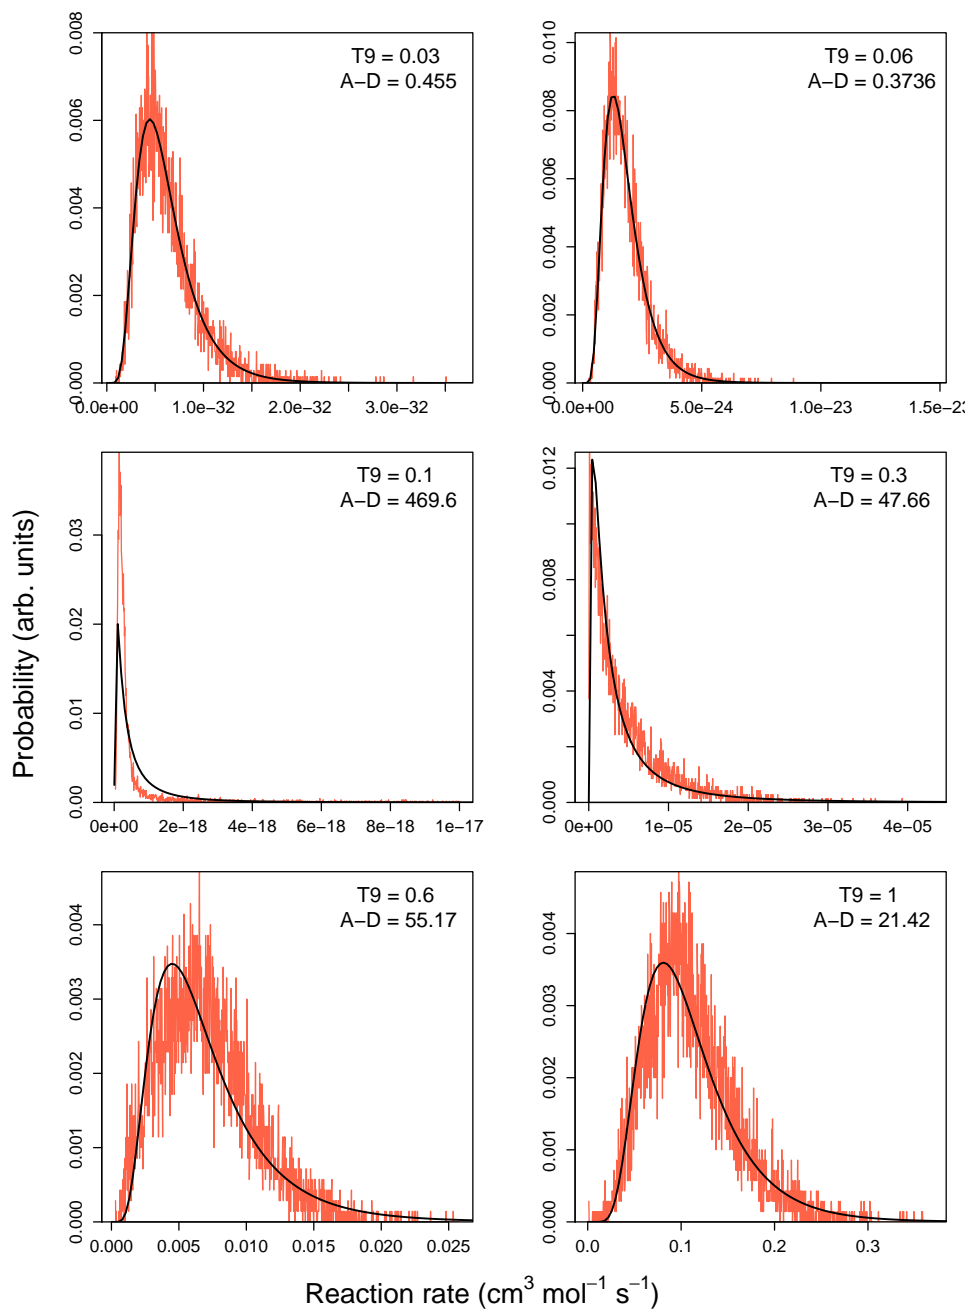 T9 = 0.03
A−D = 0.455
0.000
0.002
0.004
0.006
0.008
0.0e+00
1.0e−32
2.0e−32
3.0e−32
T9 = 0.06
A−D = 0.3736
0.000
0.002
0.004
0.006
0.008
0.010
0.0e+00
5.0e−24
1.0e−23
1.5e−23
T9 = 0.1
A−D = 469.6
0.00
0.01
0.02
0.03
0e+00
2e−18
4e−18
6e−18
8e−18
1e−17
T9 = 0.3
A−D = 47.66
0.000
0.004
0.008
0.012
0e+00
1e−05
2e−05
3e−05
4e−05
T9 = 0.6
A−D = 55.17
0.000
0.001
0.002
0.003
0.004
0.000
0.005
0.010
0.015
0.020
0.025
T9 = 1
A−D = 21.42
0.000
0.001
0.002
0.003
0.004
0.0
0.1
0.2
0.3
Probability (arb. units)
Reaction rate (cm³ mol⁻¹ s⁻¹)